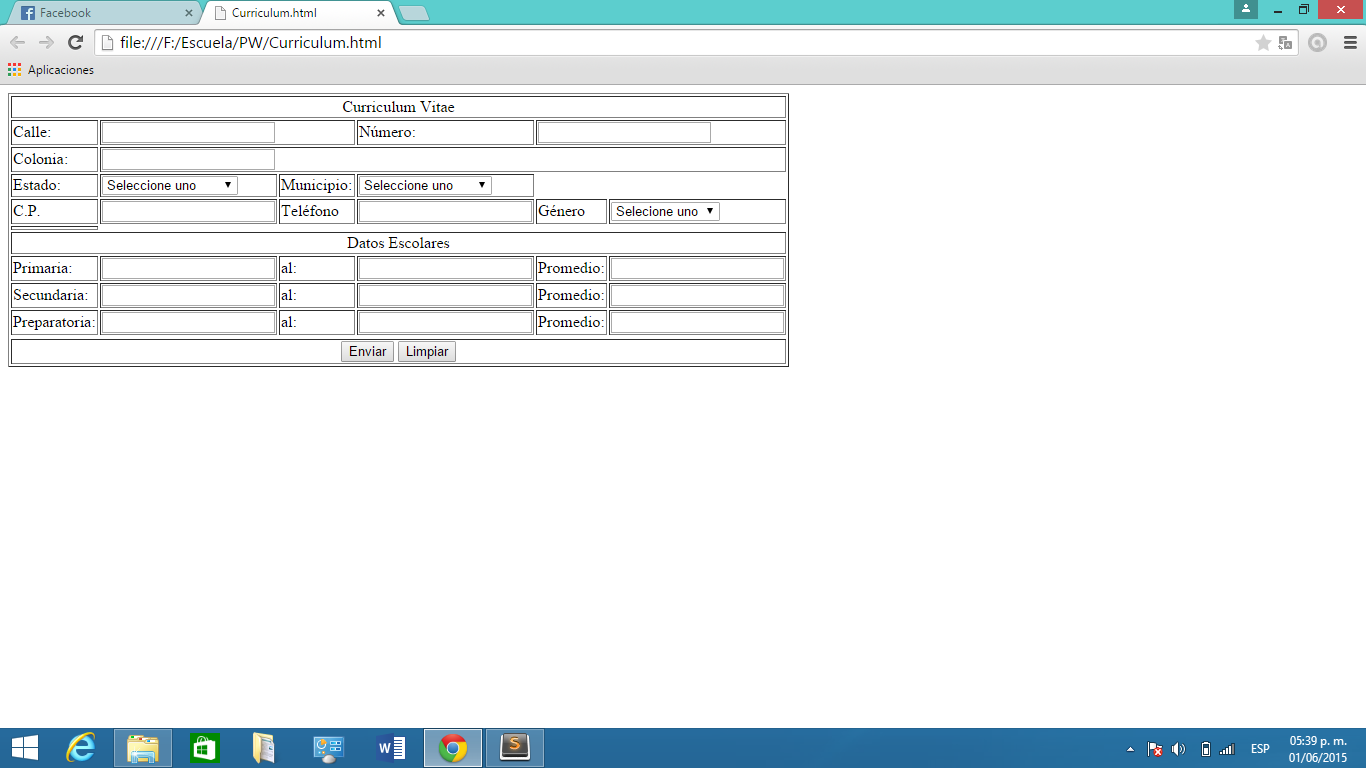 Facebook
Curriculum.html
file:///F:/Escuela/PW/Curriculum.html
Aplicaciones
Curriculum Vitae
Calle: Número:
Colonia:
Estado: Seleccione uno Municipio: Seleccione uno
C.P. Teléfono Género Selecione uno
Datos Escolares
Primaria: al: Promedio:
Secundaria: al: Promedio:
Preparatoria: al: Promedio:
Enviar Limpiar
ESP
05:39 p. m.
01/06/2015